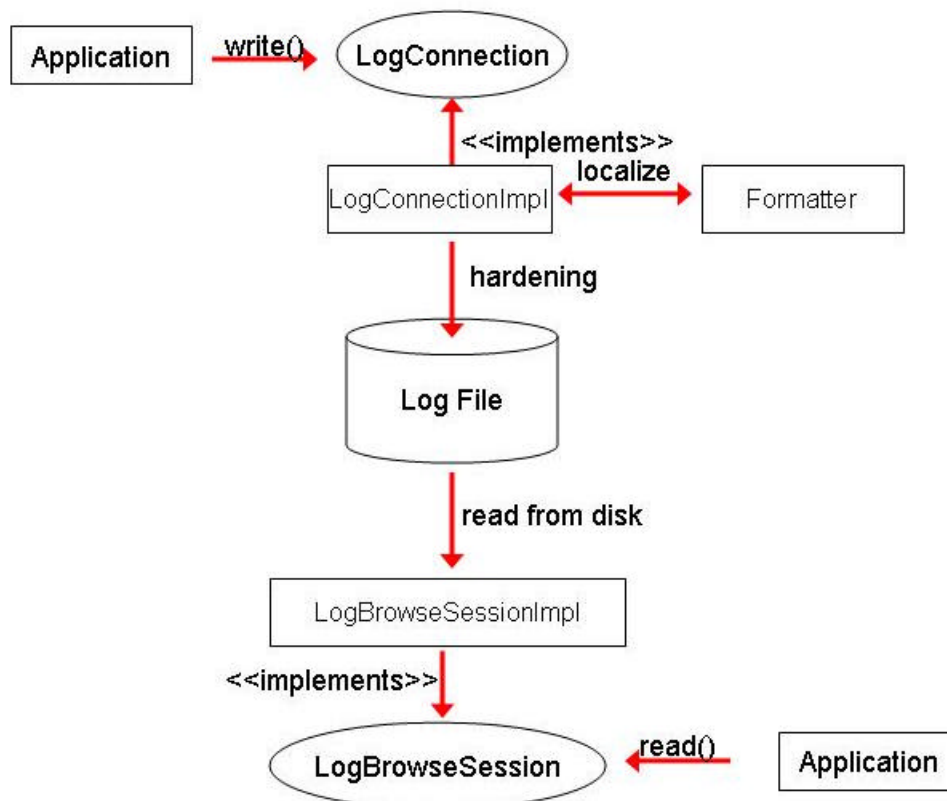 Application
write()
LogConnection
<<implements>>
localize
LogConnectionImpl
Formatter
hardening
Log File
read from disk
LogBrowseSessionImpl
<<implements>>
LogBrowseSession
read()
Application